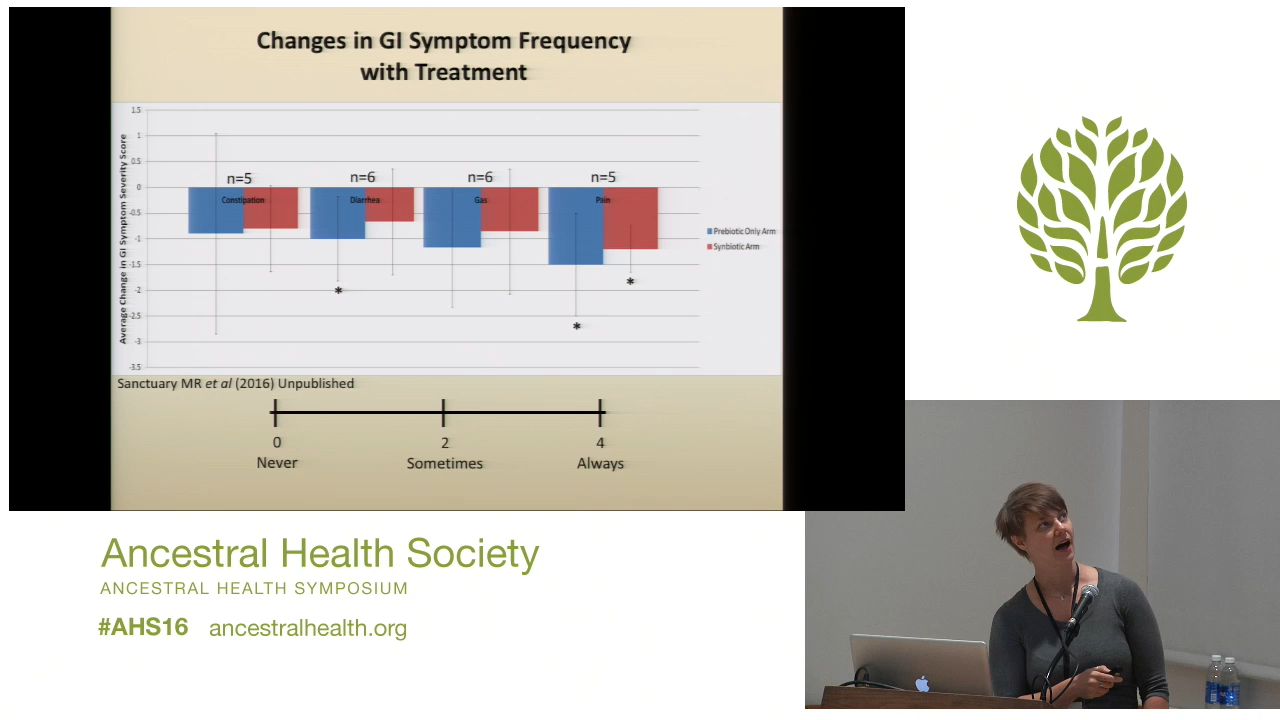 Changes in GI Symptom Frequency
with Treatment
Average Change in GI Symptom Severity Score
1.5
1
0.5
0
-0.5
-1
-1.5
-2
-2.5
-3
-3.5
n=5
n=6
n=6
n=5
Constipation
Diarrhea
Gas
Pain
*
*
*
Prebiotic Only Arm
Synbiotic Arm
Sanctuary MR et al (2016) Unpublished
0
2
4
Never
Sometimes
Always
Ancestral Health Society
ANCESTRAL HEALTH SYMPOSIUM
#AHS16 ancestralhealth.org